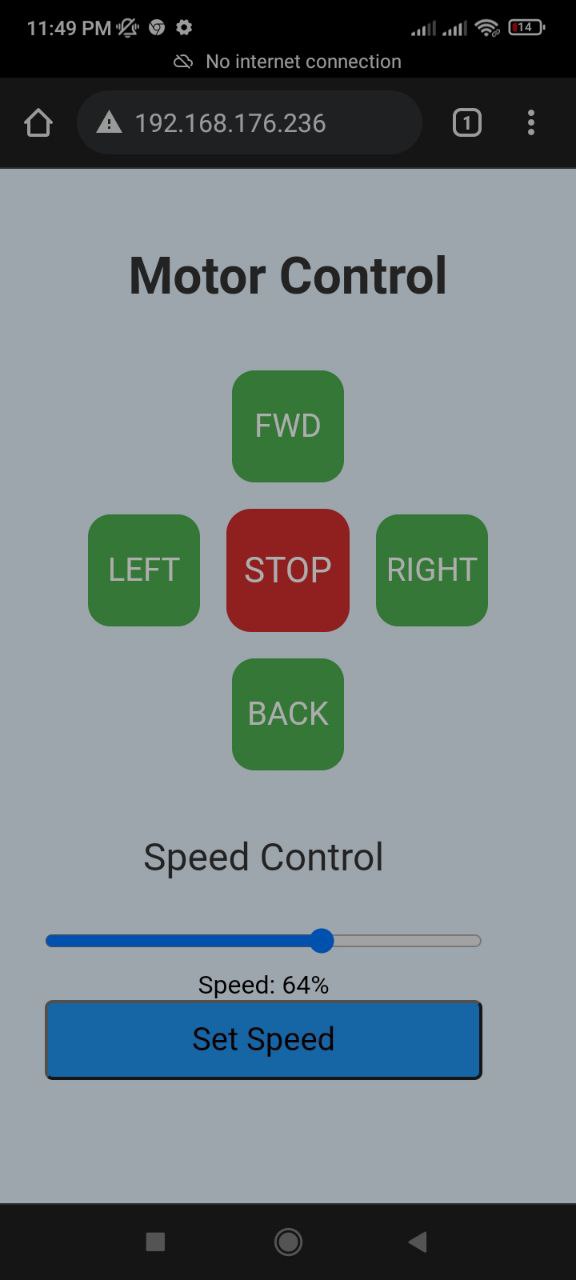 11:49 PM 14
No internet connection
192.168.176.236 1
Motor Control
FWD
LEFT STOP RIGHT
BACK
Speed Control
Speed: 64%
Set Speed